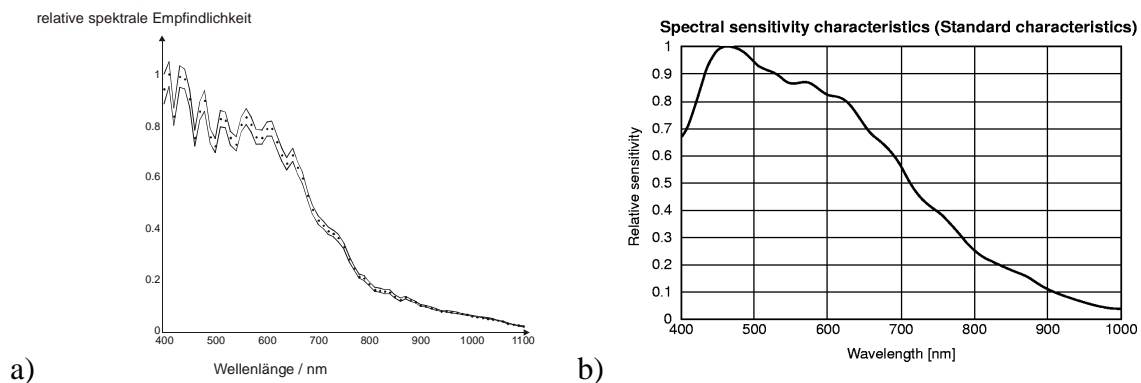 relative spektrale Empfindlichkeit
1
0.8
0.6
0.4
0.2
0
400 500 600 700 800 900 1000 1100
Wellenlänge / nm
a)
Spectral sensitivity characteristics (Standard characteristics)
1
0.9
0.8
0.7
0.6
0.5
0.4
0.3
0.2
0.1
0
Relative sensitivity
400 500 600 700 800 900 1000
Wavelength [nm]
b)